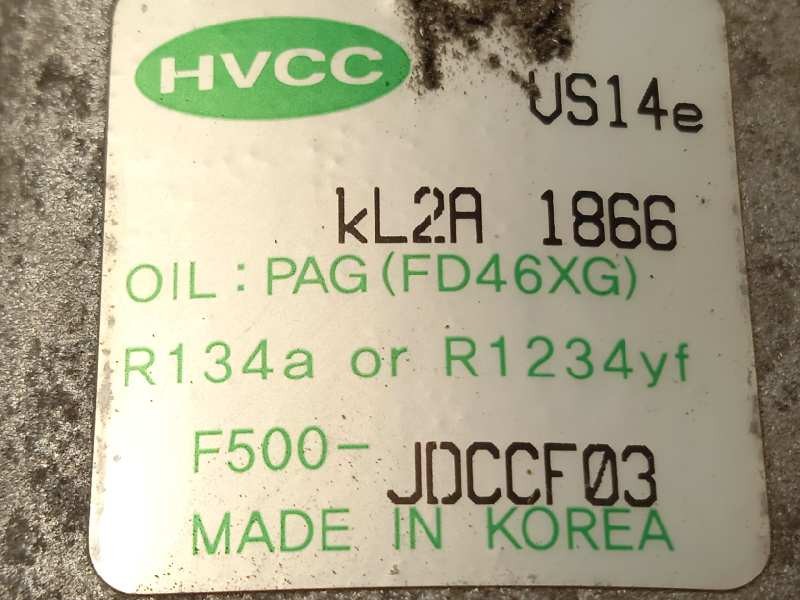 HVCC
VS14e
kL2A 1866
OIL : PAG (FD46XG)
R134a or R1234yf
F500-JDCCF03
MADE IN KOREA